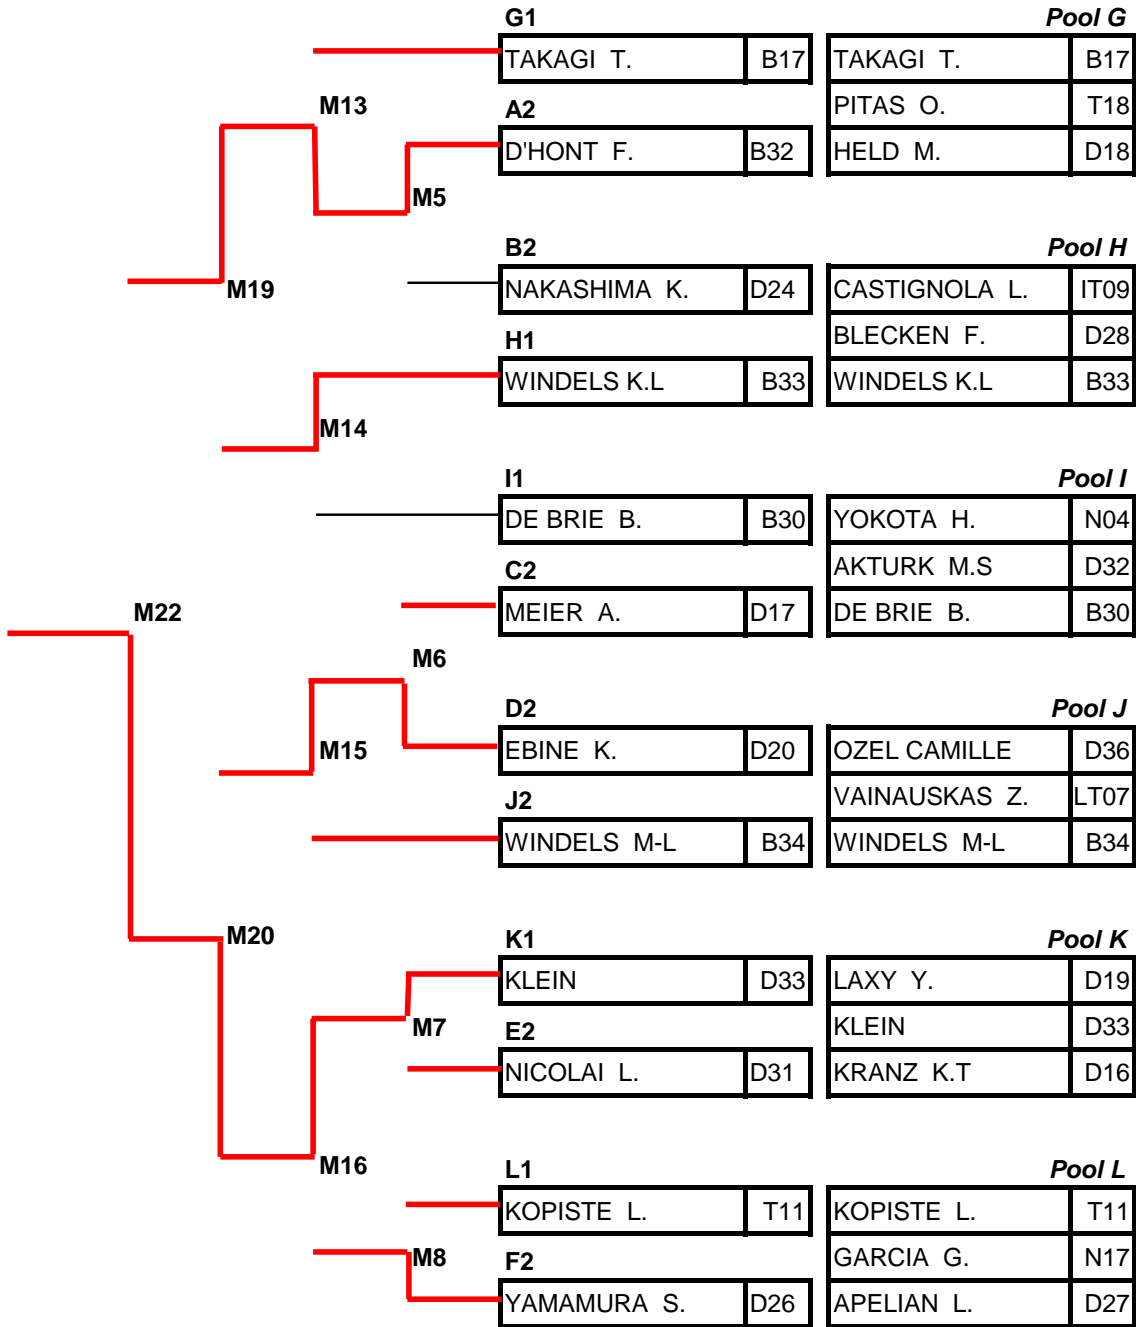 G1 Pool G
TAKAGI T. B17 TAKAGI T. B17
M13 A2 PITAS O. T18
D'HONT F. B32 HELD M. D18
M5
B2 Pool H
M19 NAKASHIMA K. D24 CASTIGNOLA L. IT09
H1 BLECKEN F. D28
WINDELS K.L B33 WINDELS K.L B33
M14
I1 Pool I
DE BRIE B. B30 YOKOTA H. N04
C2 AKTURK M.S D32
M22 MEIER A. D17 DE BRIE B. B30
M6
D2 Pool J
M15 EBINE K. D20 OZEL CAMILLE D36
J2 VAINAUSKAS Z. LT07
WINDELS M-L B34 WINDELS M-L B34
M20 K1 Pool K
KLEIN D33 LAXY Y. D19
M7 E2 KLEIN D33
NICOLAI L. D31 KRANZ K.T D16
M16 L1 Pool L
KOPISTE L. T11 KOPISTE L. T11
M8 F2 GARCIA G. N17
YAMAMURA S. D26 APELIAN L. D27